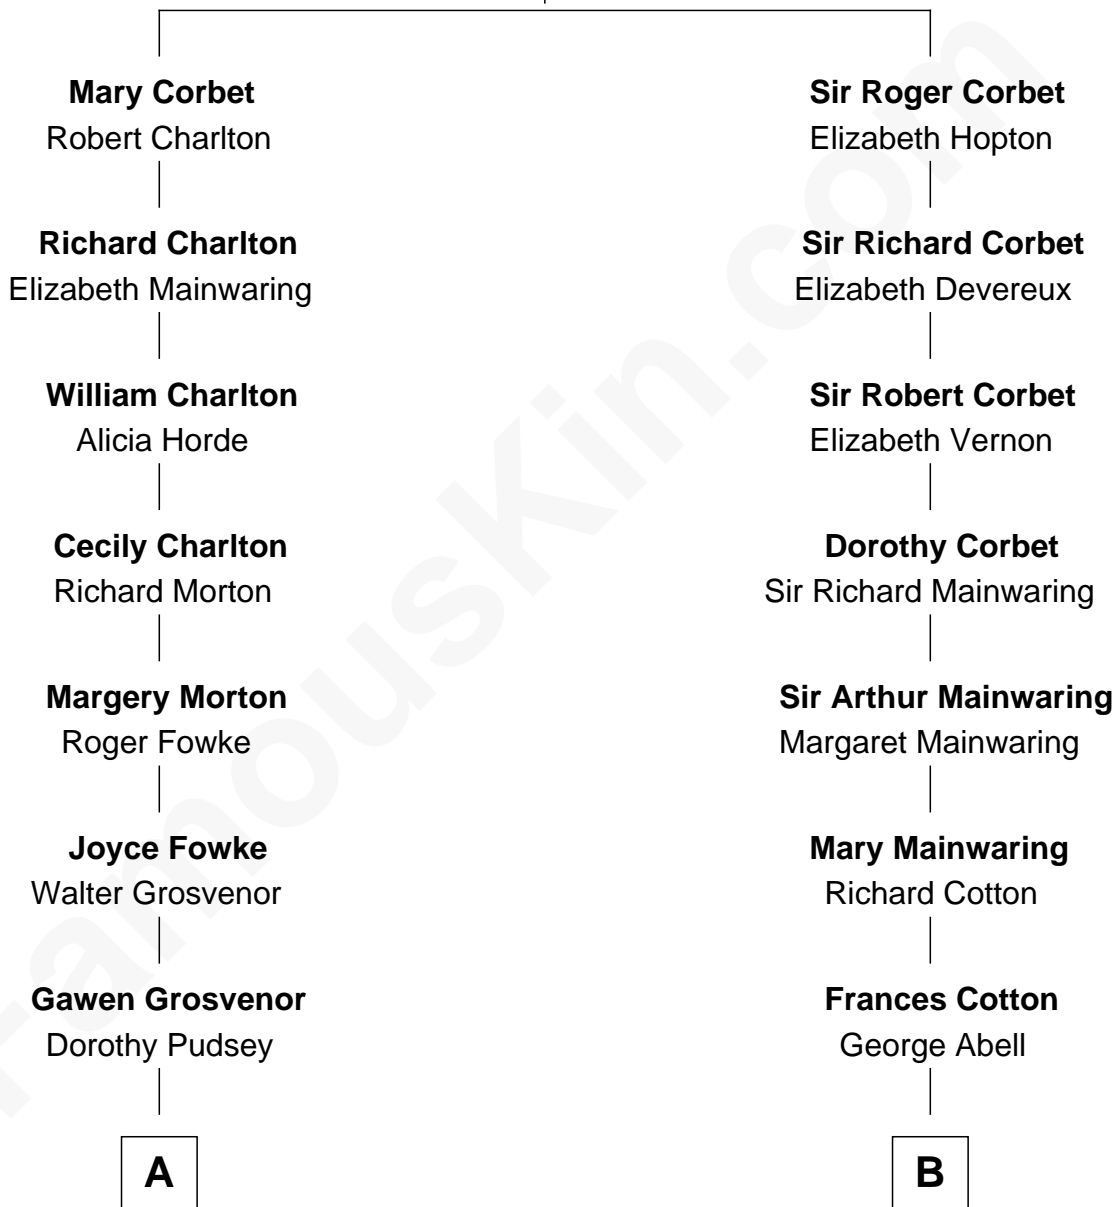 Mary Corbet
Robert Charlton
Richard Charlton
Elizabeth Mainwaring
William Charlton
Alicia Horde
Cecily Charlton
Richard Morton
Margery Morton
Roger Fowke
Joyce Fowke
Walter Grosvenor
Gawen Grosvenor
Dorothy Pudsey
A
Sir Roger Corbet
Elizabeth Hopton
Sir Richard Corbet
Elizabeth Devereux
Sir Robert Corbet
Elizabeth Vernon
Dorothy Corbet
Sir Richard Mainwaring
Sir Arthur Mainwaring
Margaret Mainwaring
Mary Mainwaring
Richard Cotton
Frances Cotton
George Abell
B
FamousKin.com